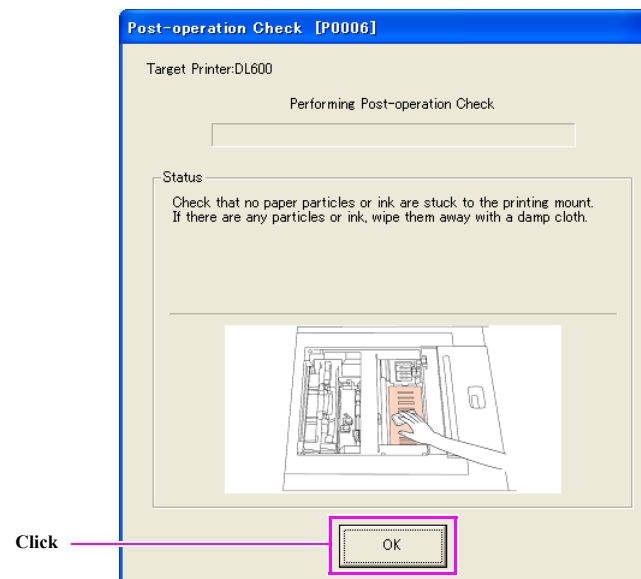 Post-operation Check [P0006]
Target Printer:DL600
Performing Post-operation Check
Status
Check that no paper particles or ink are stuck to the printing mount.
If there are any particles or ink, wipe them away with a damp cloth.
Click
OK